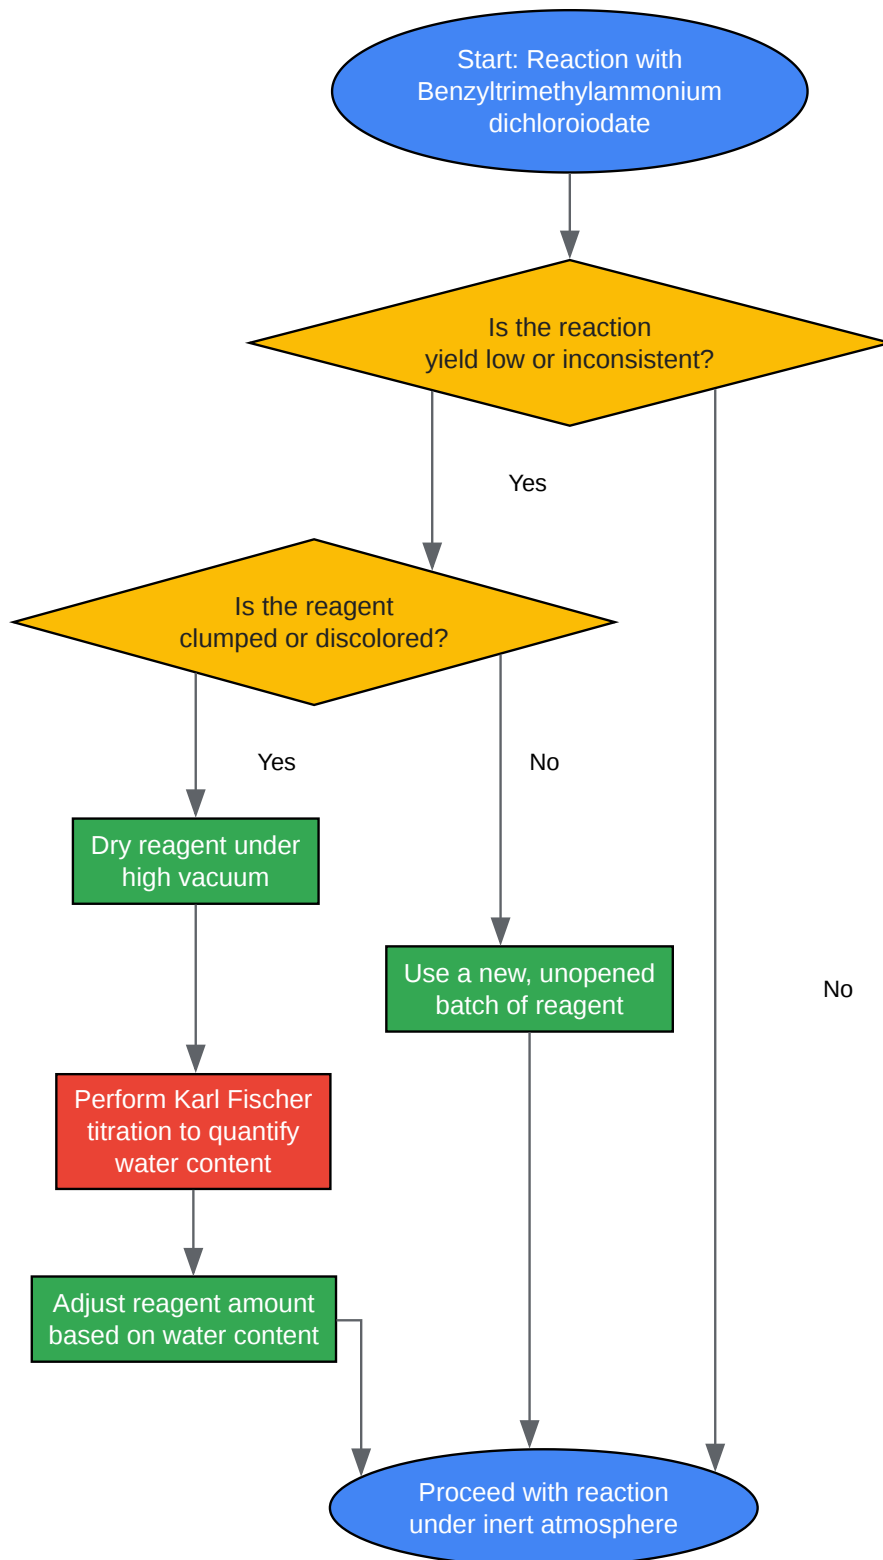 Start: Reaction with
Benzyltrimethylammonium
dichloroiodate
Is the reaction
yield low or inconsistent?
Yes
Is the reagent
clumped or discolored?
Yes
No
Dry reagent under
high vacuum
Use a new, unopened
batch of reagent
No
Perform Karl Fischer
titration to quantify
water content
Adjust reagent amount
based on water content
Proceed with reaction
under inert atmosphere